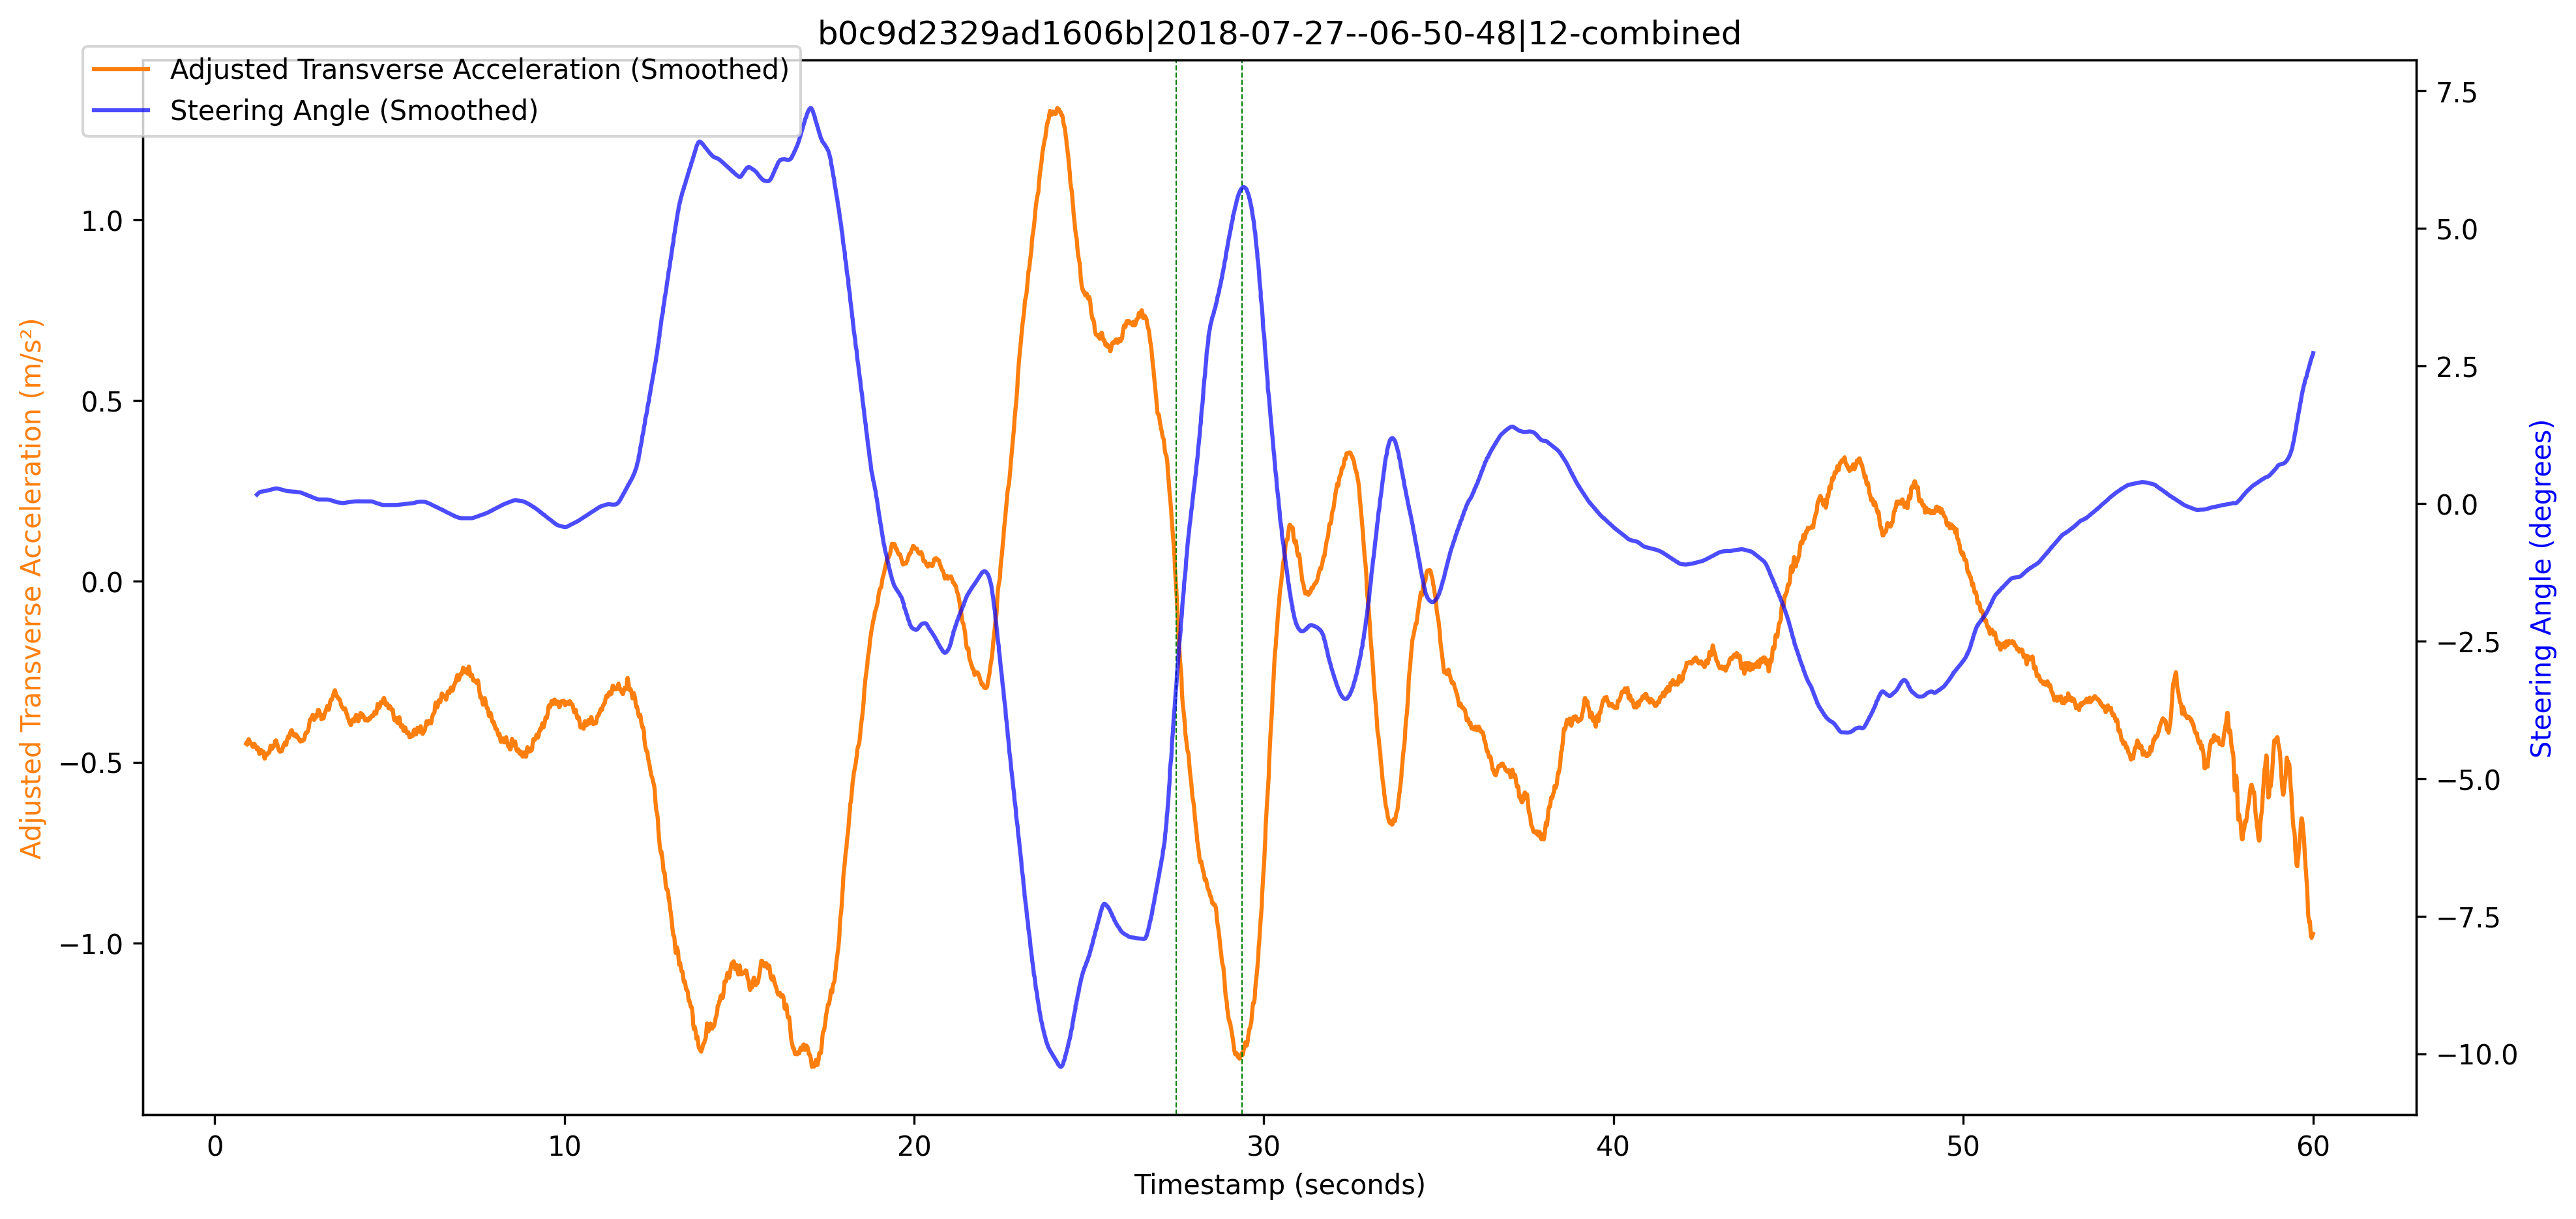 b0c9d2329ad1606b|2018-07-27--06-50-48|12-combined
Adjusted Transverse Acceleration (Smoothed)
Steering Angle (Smoothed)
Adjusted Transverse Acceleration (m/s²)
1.0
0.5
0.0
−0.5
−1.0
7.5
5.0
2.5
0.0
−2.5
−5.0
−7.5
−10.0
Steering Angle (degrees)
0 10 20 30 40 50 60
Timestamp (seconds)